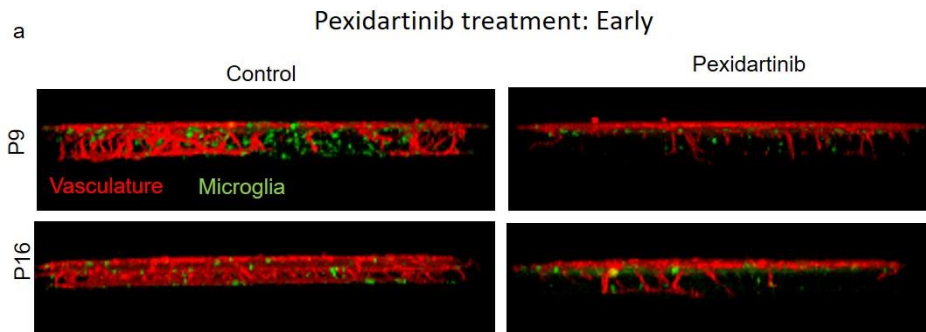 a
Pexidartinib treatment: Early
Control
Pexidartinib
P9
Vasculature
Microglia
P16